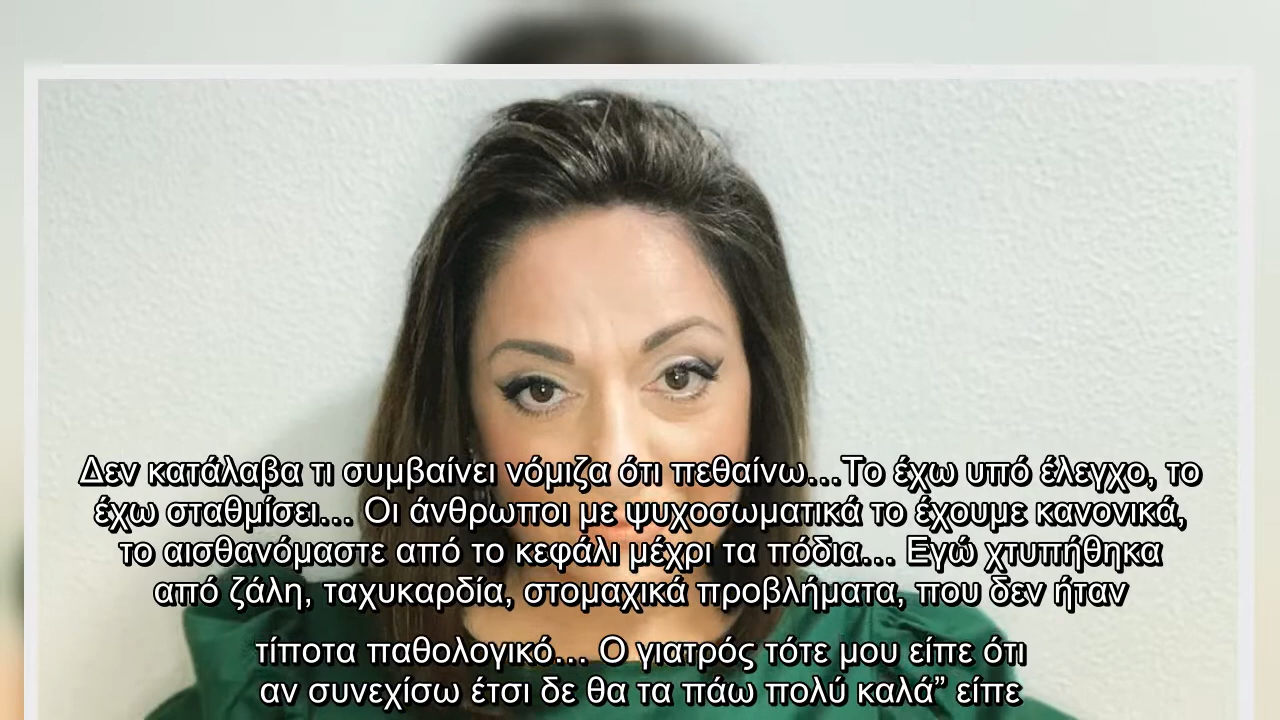 Δεν κατάλαβα τι συμβαίνει νόμιζα ότι πεθαίνω…Το έχω υπό έλεγχο, το
έχω σταθμίσει… Οι άνθρωποι με ψυχοσωματικά το έχουμε κανονικά,
το αισθανόμαστε από το κεφάλι μέχρι τα πόδια… Εγώ χτυπήθηκα
από ζάλη, ταχυκαρδία, στομαχικά προβλήματα, που δεν ήταν
τίποτα παθολογικό… Ο γιατρός τότε μου είπε ότι
αν συνεχίσω έτσι δε θα τα πάω πολύ καλά” είπε